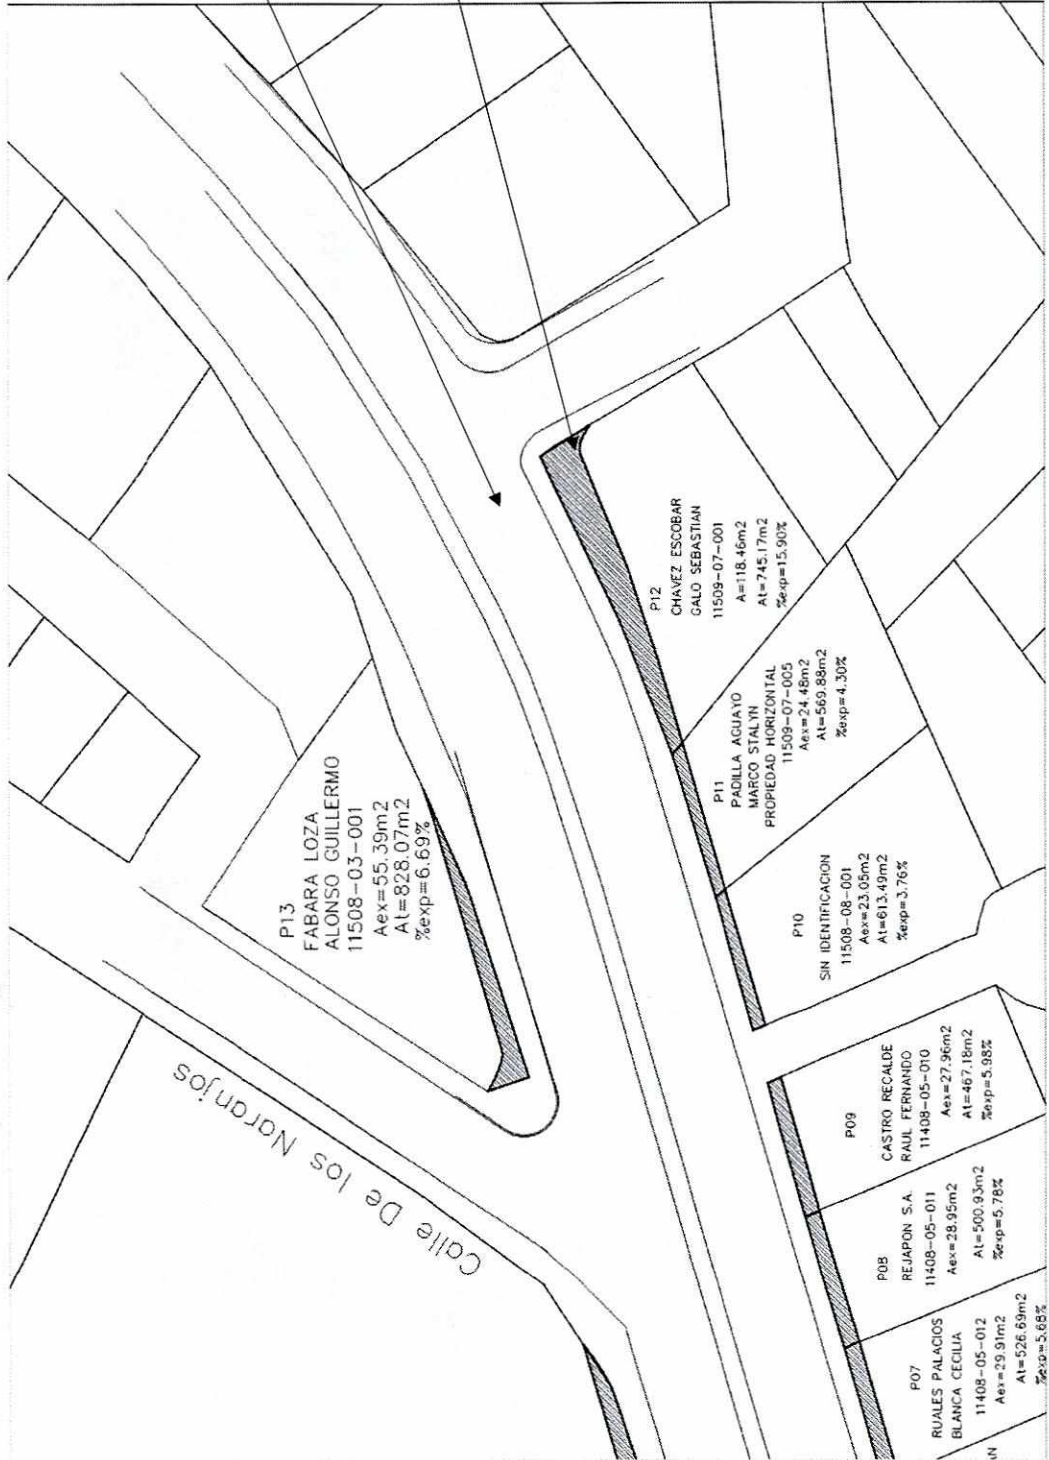 P13
FABARA LOZA
ALONSO GUILLERMO
11508-03-001
Aex=55.39m2
At=828.07m2
%exp=6.69%
Calle De los Naranjos
P12
CHAVEZ ESCOBAR
GALO SEBASTIAN
11509-07-001
A=118.46m2
At=745.17m2
%exp=15.90%
P11
PADILLA AGUAYO
MARCO STALYN
PROPIEDAD HORIZONTAL
11509-07-005
Aex=24.48m2
At=569.88m2
%exp=4.30%
P10
SIN IDENTIFICACION
11508-08-001
Aex=23.05m2
At=613.49m2
%exp=3.76%
P09
CASTRO RECALDE
RAUL FERNANDO
11408-05-010
Aex=27.96m2
At=467.18m2
%exp=5.98%
P08
REJAPON S.A.
11408-05-011
Aex=28.95m2
At=500.93m2
%exp=5.78%
P07
RUALES PALACIOS
BLANCA CECILIA
11408-05-012
Aex=29.91m2
At=526.69m2
%exp=5.68%
AN